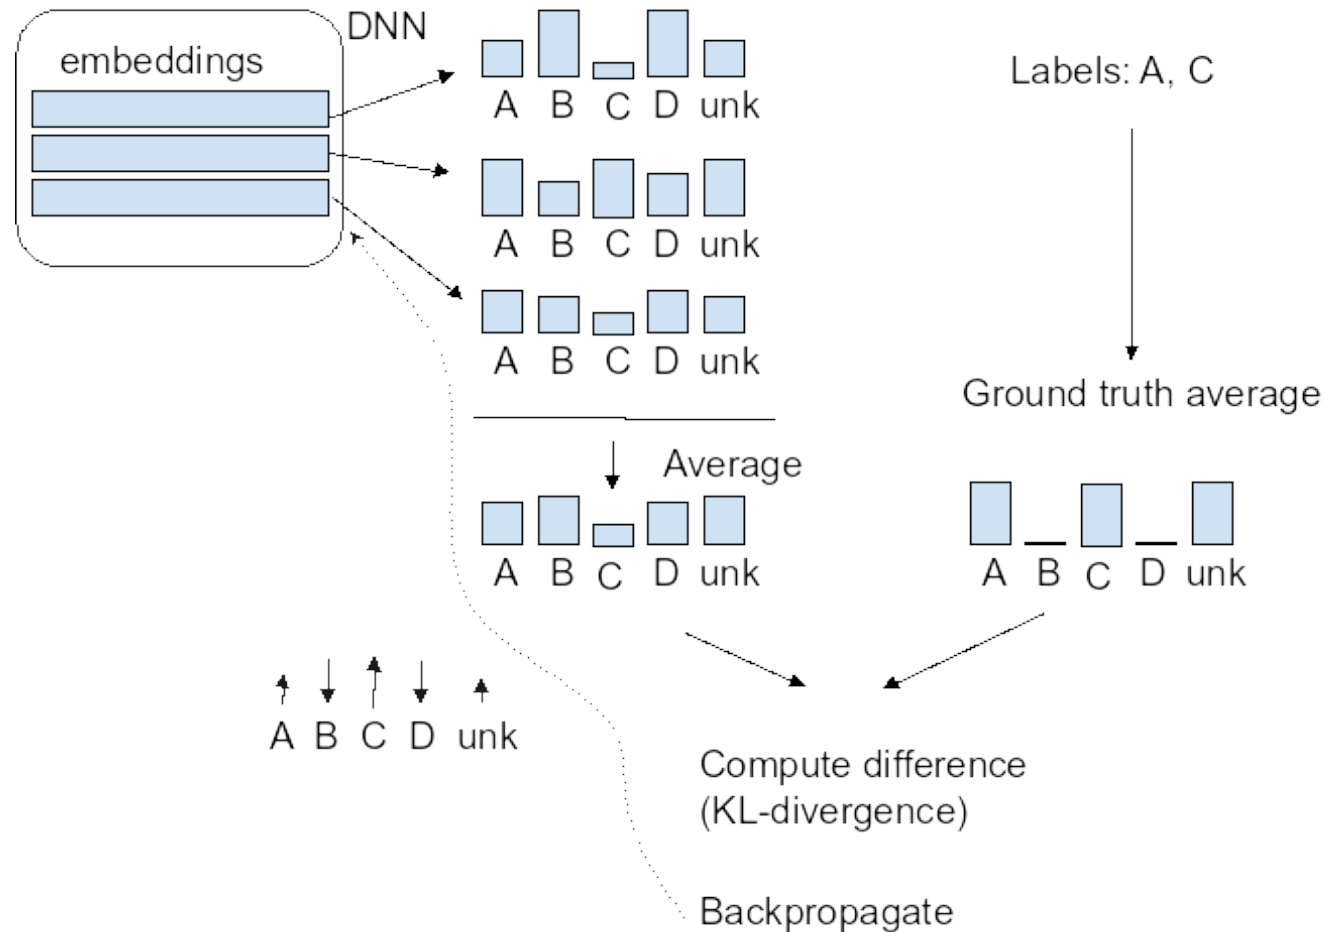 DNN
embeddings
A B C D unk
Labels: A, C
A B C D unk
A B C D unk
Ground truth average
Average
A B C D unk
A B C D unk
A B C D unk
Compute difference
(KL-divergence)
Backpropagate